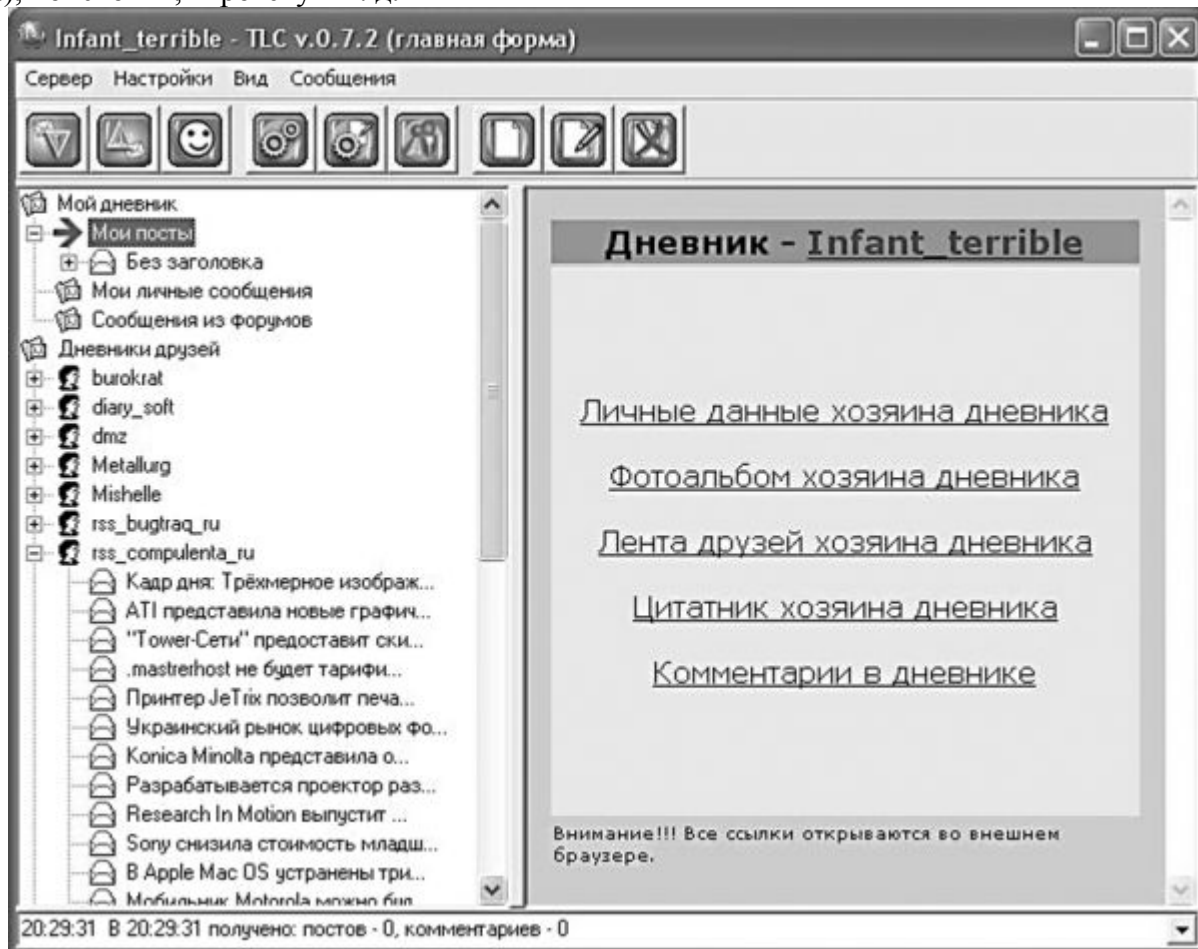 Infant_terrible - TLC v.0.7.2 (главная форма)
Сервер Настройки Вид Сообщения
Мой дневник
Мои посты
Без заголовка
Мои личные сообщения
Сообщения из форумов
Дневники друзей
burokrat
diary_soft
dmz
Metallurg
Mishelle
rss_bugtraq_ru
rss_compulenta_ru
Кадр дня: Трёхмерное изображ...
ATI представила новые графич...
"Tower-Сети" предоставит ски...
.mastrerhost не будет тарифи...
Принтер JeTrix позволит печа...
Украинский рынок цифровых фо...
Konica Minolta представила о...
Разрабатывается проектор раз...
Research In Motion выпустит ...
Sony снизила стоимость младш...
В Apple Mac OS устранены три...
Мобильник Motorola можно
Дневник - Infant_terrible
Личные данные хозяина дневника
Фотоальбом хозяина дневника
Лента друзей хозяина дневника
Цитатник хозяина дневника
Комментарии в дневнике
Внимание!!! Все ссылки открываются во внешнем
браузере.
20:29:31 В 20:29:31 получено: постов - 0, комментариев - 0